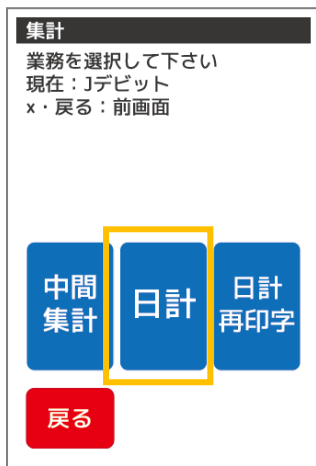 集計
業務を選択して下さい
現在：Jデビット
x・戻る：前画面
中間
集計
日計
日計
再印字
戻る